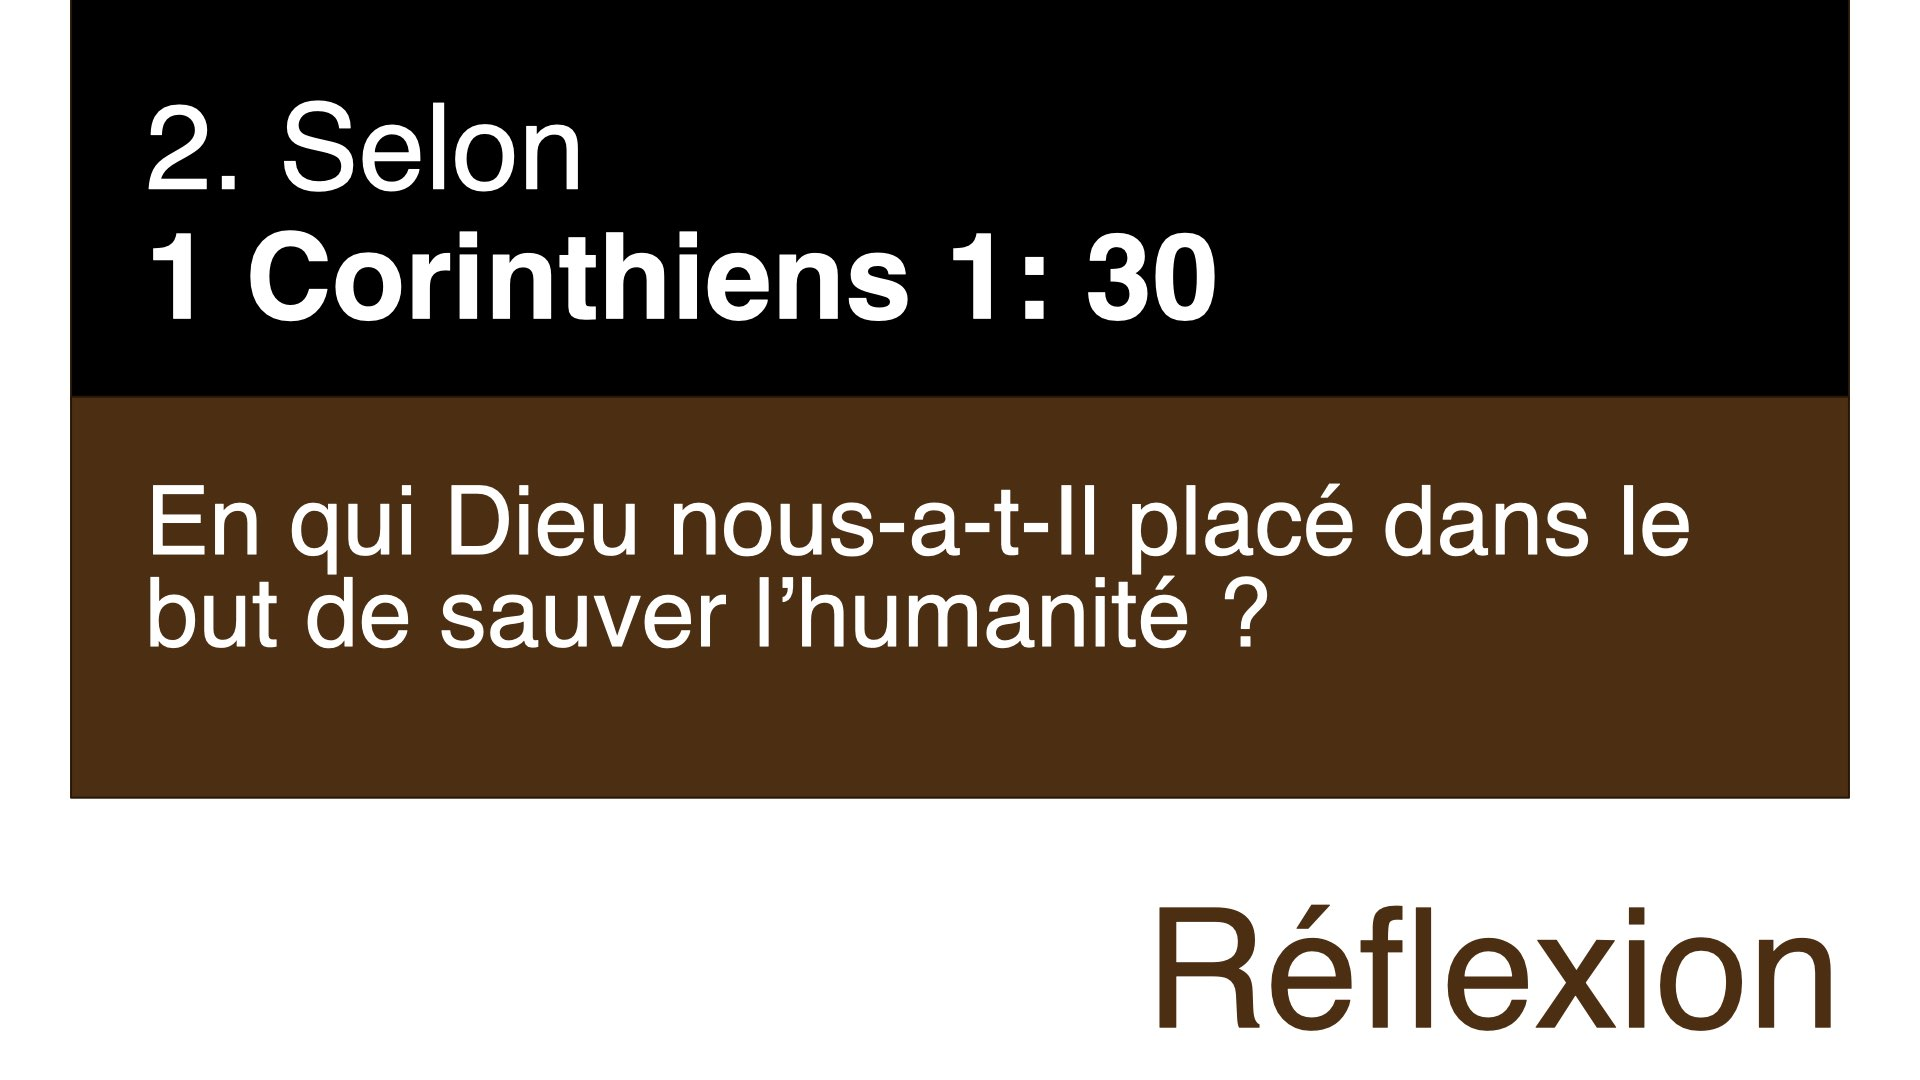 2. Selon
1 Corinthiens 1: 30
En qui Dieu nous-a-t-Il placé dans le
but de sauver l’humanité ?
Réflexion